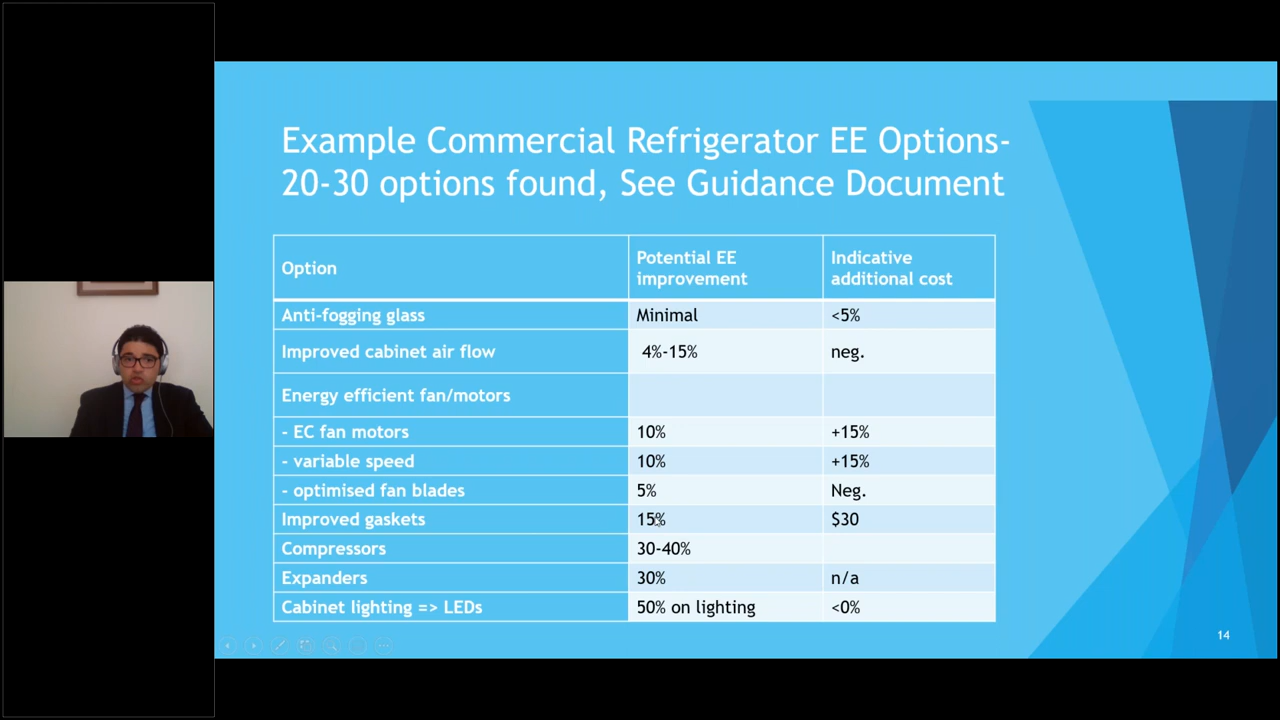 Example Commercial Refrigerator EE Options-
20-30 options found, See Guidance Document
Option
Potential EE
improvement
Indicative
additional cost
Anti-fogging glass
Minimal
<5%
Improved cabinet air flow
4%-15%
neg.
Energy efficient fan/motors
- EC fan motors
10%
+15%
- variable speed
10%
+15%
- optimised fan blades
5%
Neg.
Improved gaskets
15%
$30
Compressors
30-40%
Expanders
30%
n/a
Cabinet lighting => LEDs
50% on lighting
<0%
14